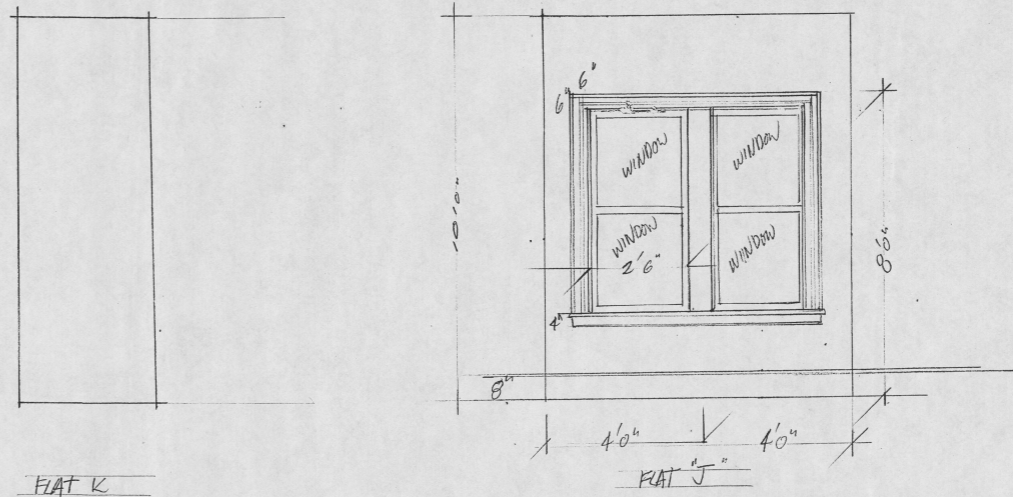 6" 6"
WINDOW WINDOW
10'0"
WINDOW WINDOW
2'6"
8'0"
4"
8"
4'0" 4'0"
FLAT K
FLAT "J"